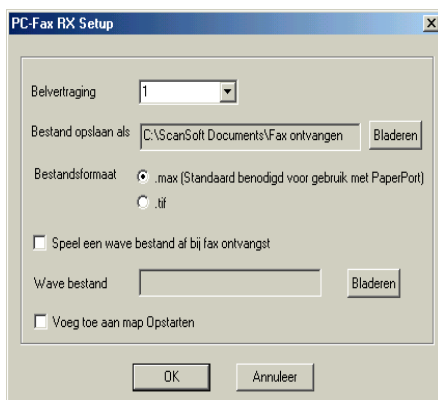 PC-Fax RX Setup
Belvertraging 1
Bestand opslaan als C:\ScanSoft Documents\Fax ontvangen Bladeren
Bestandsformaat .max (Standaard benodigd voor gebruik met PaperPort)
.tif
Speel een wave bestand af bij fax ontvangst
Wave bestand Bladeren
Voeg toe aan map Opstarten
OK Annuleer